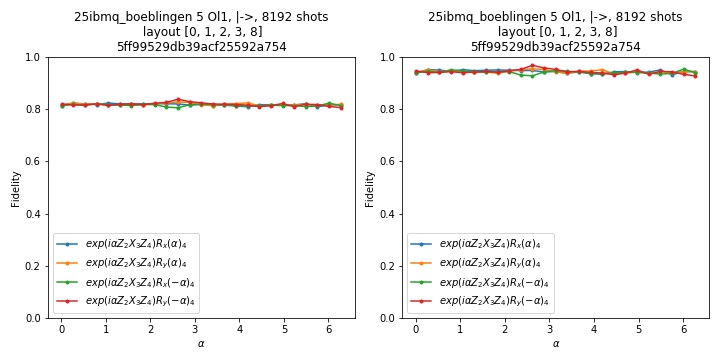 25ibmq_boeblingen 5 Ol1, |->, 8192 shots
layout [0, 1, 2, 3, 8]
5ff99529db39acf25592a754
1.0
0.8
0.6
0.4
0.2
0.0
Fidelity
exp(iαZ₂X₃Z₄)Rₓ(α)₄
exp(iαZ₂X₃Z₄)Rᵧ(α)₄
exp(iαZ₂X₃Z₄)Rₓ(−α)₄
exp(iαZ₂X₃Z₄)Rᵧ(−α)₄
0 1 2 3 4 5 6
α
25ibmq_boeblingen 5 Ol1, |->, 8192 shots
layout [0, 1, 2, 3, 8]
5ff99529db39acf25592a754
1.0
0.8
0.6
0.4
0.2
0.0
Fidelity
exp(iαZ₂X₃Z₄)Rₓ(α)₄
exp(iαZ₂X₃Z₄)Rᵧ(α)₄
exp(iαZ₂X₃Z₄)Rₓ(−α)₄
exp(iαZ₂X₃Z₄)Rᵧ(−α)₄
0 1 2 3 4 5 6
α